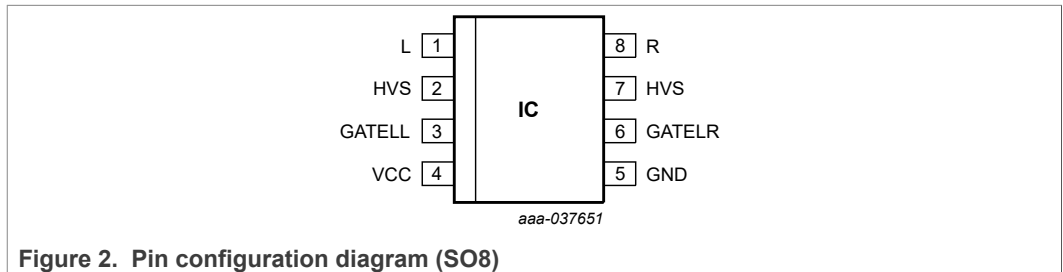 L 1 8 R
HVS 2 7 HVS
IC
GATELL 3 6 GATELR
VCC 4 5 GND
aaa-037651
Figure 2. Pin configuration diagram (SO8)